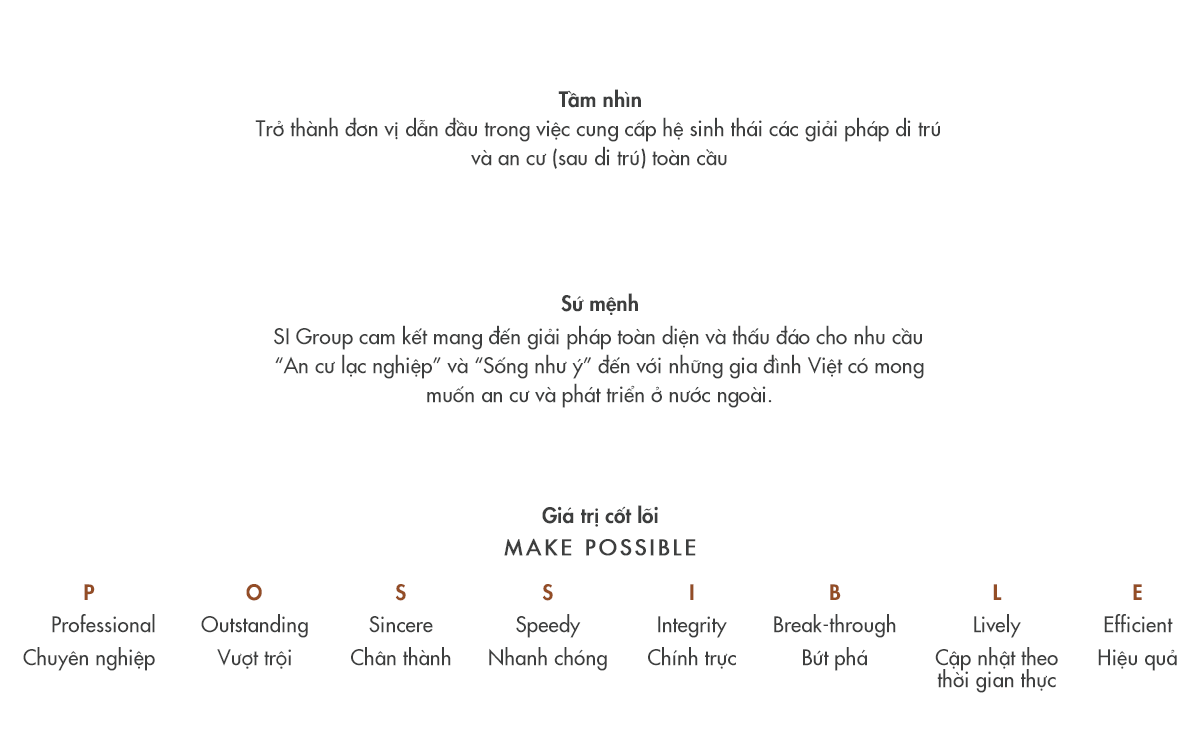 Tầm nhìn
Trở thành đơn vị dẫn đầu trong việc cung cấp hệ sinh thái các giải pháp di trú
và an cư (sau di trú) toàn cầu
Sứ mệnh
SI Group cam kết mang đến giải pháp toàn diện và thấu đáo cho nhu cầu
“An cư lạc nghiệp” và “Sống như ý” đến với những gia đình Việt có mong
muốn an cư và phát triển ở nước ngoài.
Giá trị cốt lõi
MAKE POSSIBLE
P O S S I B L E
Professional Outstanding Sincere Speedy Integrity Break-through Lively Efficient
Chuyên nghiệp Vượt trội Chân thành Nhanh chóng Chính trực Bứt phá Cập nhật theo Hiệu quả
thời gian thực